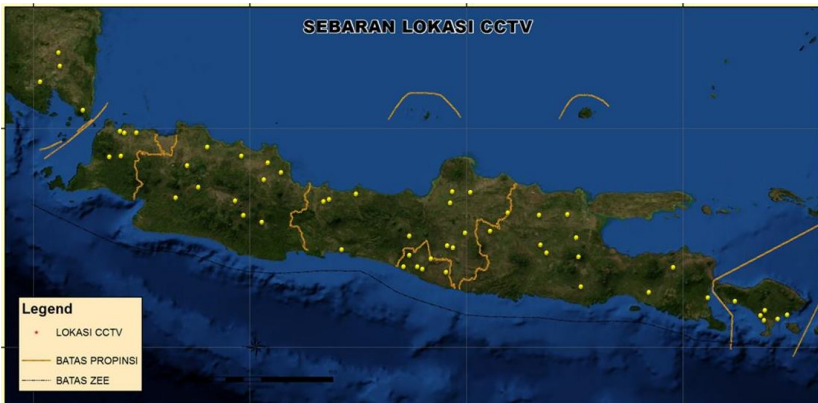 SEBARAN LOKASI CCTV
Legend
LOKASI CCTV
BATAS PROPINSI
BATAS ZEE